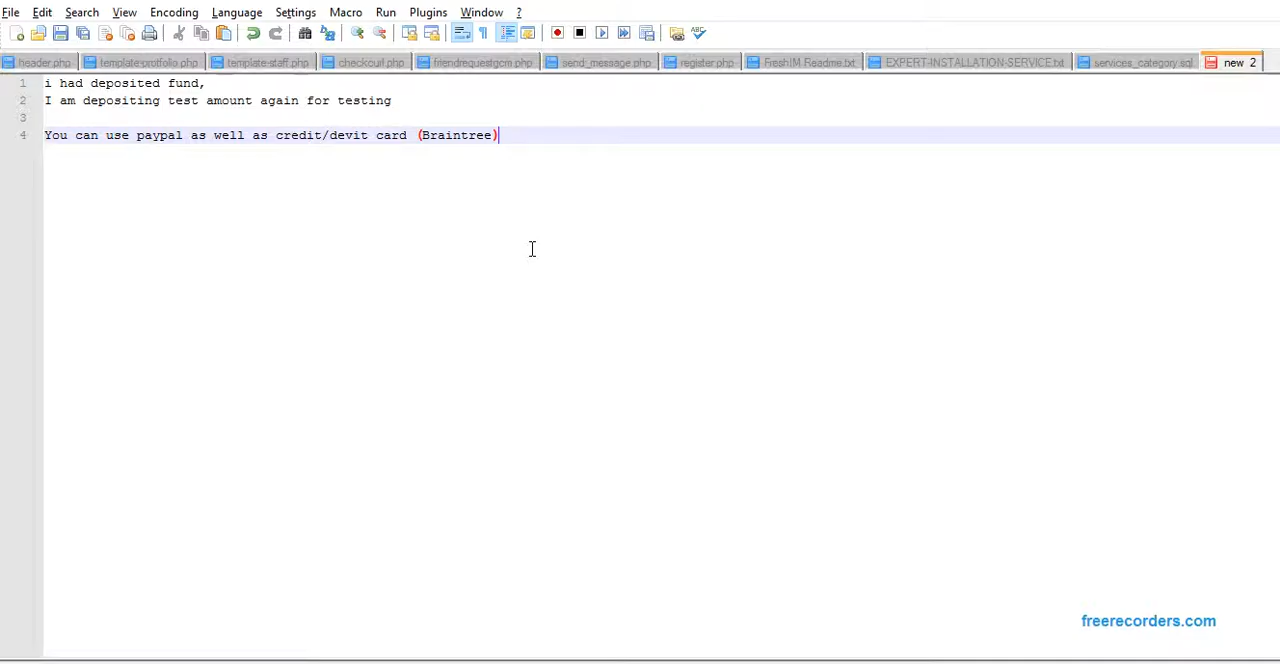 File Edit Search View Encoding Language Settings Macro Run Plugins Window ?
header.php template-protfolio.php template-staff.php checkourl.php friendrequestgcm.php send_message.php register.php FreshIM Readme.txt EXPERT-INSTALLATION-SERVICE.txt services_category.sql new 2
1 i had deposited fund,
2 I am depositing test amount again for testing
3
4 You can use paypal as well as credit/devit card (Braintree)
freerecorders.com